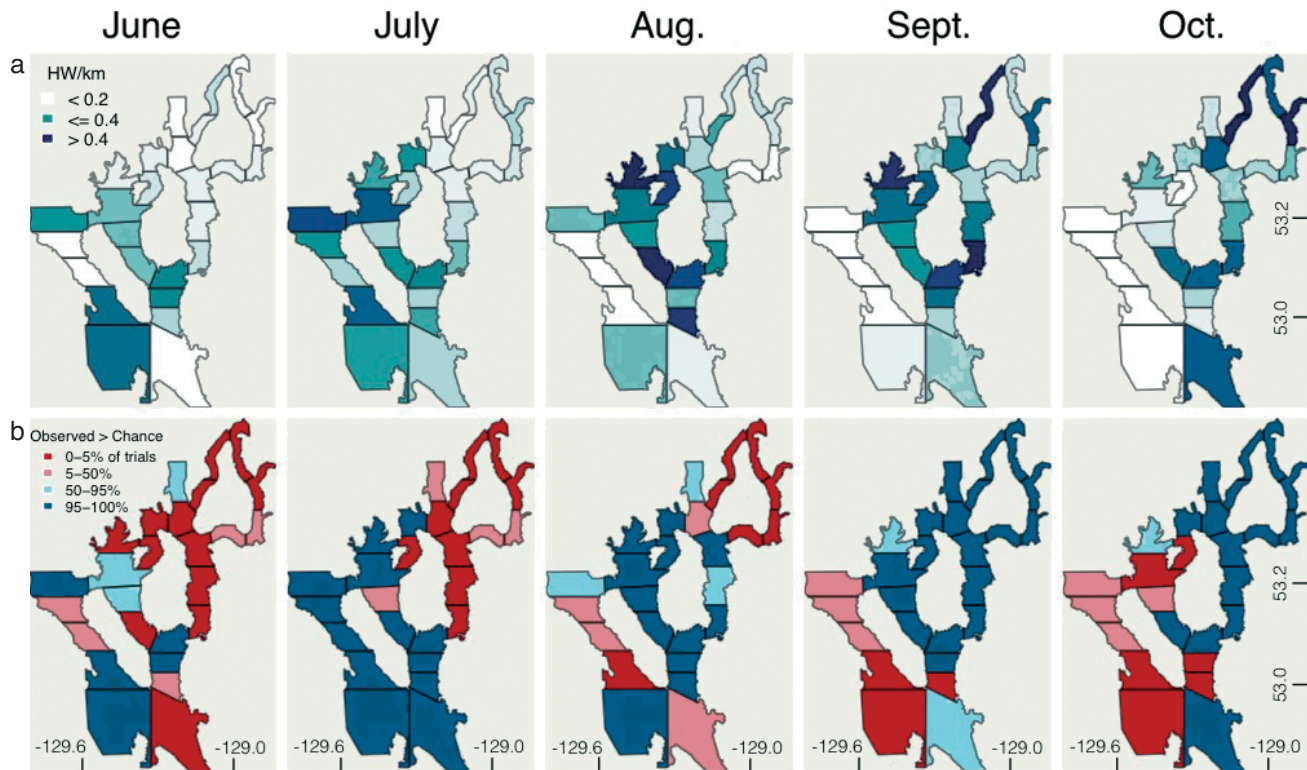 June July Aug. Sept. Oct.
a
HW/km
< 0.2
<= 0.4
> 0.4
53.2
53.0
b
Observed > Chance
0–5% of trials
5–50%
50–95%
95–100%
53.2
53.0
-129.6 -129.0 -129.6 -129.0 -129.6 -129.0 -129.6 -129.0 -129.6 -129.0